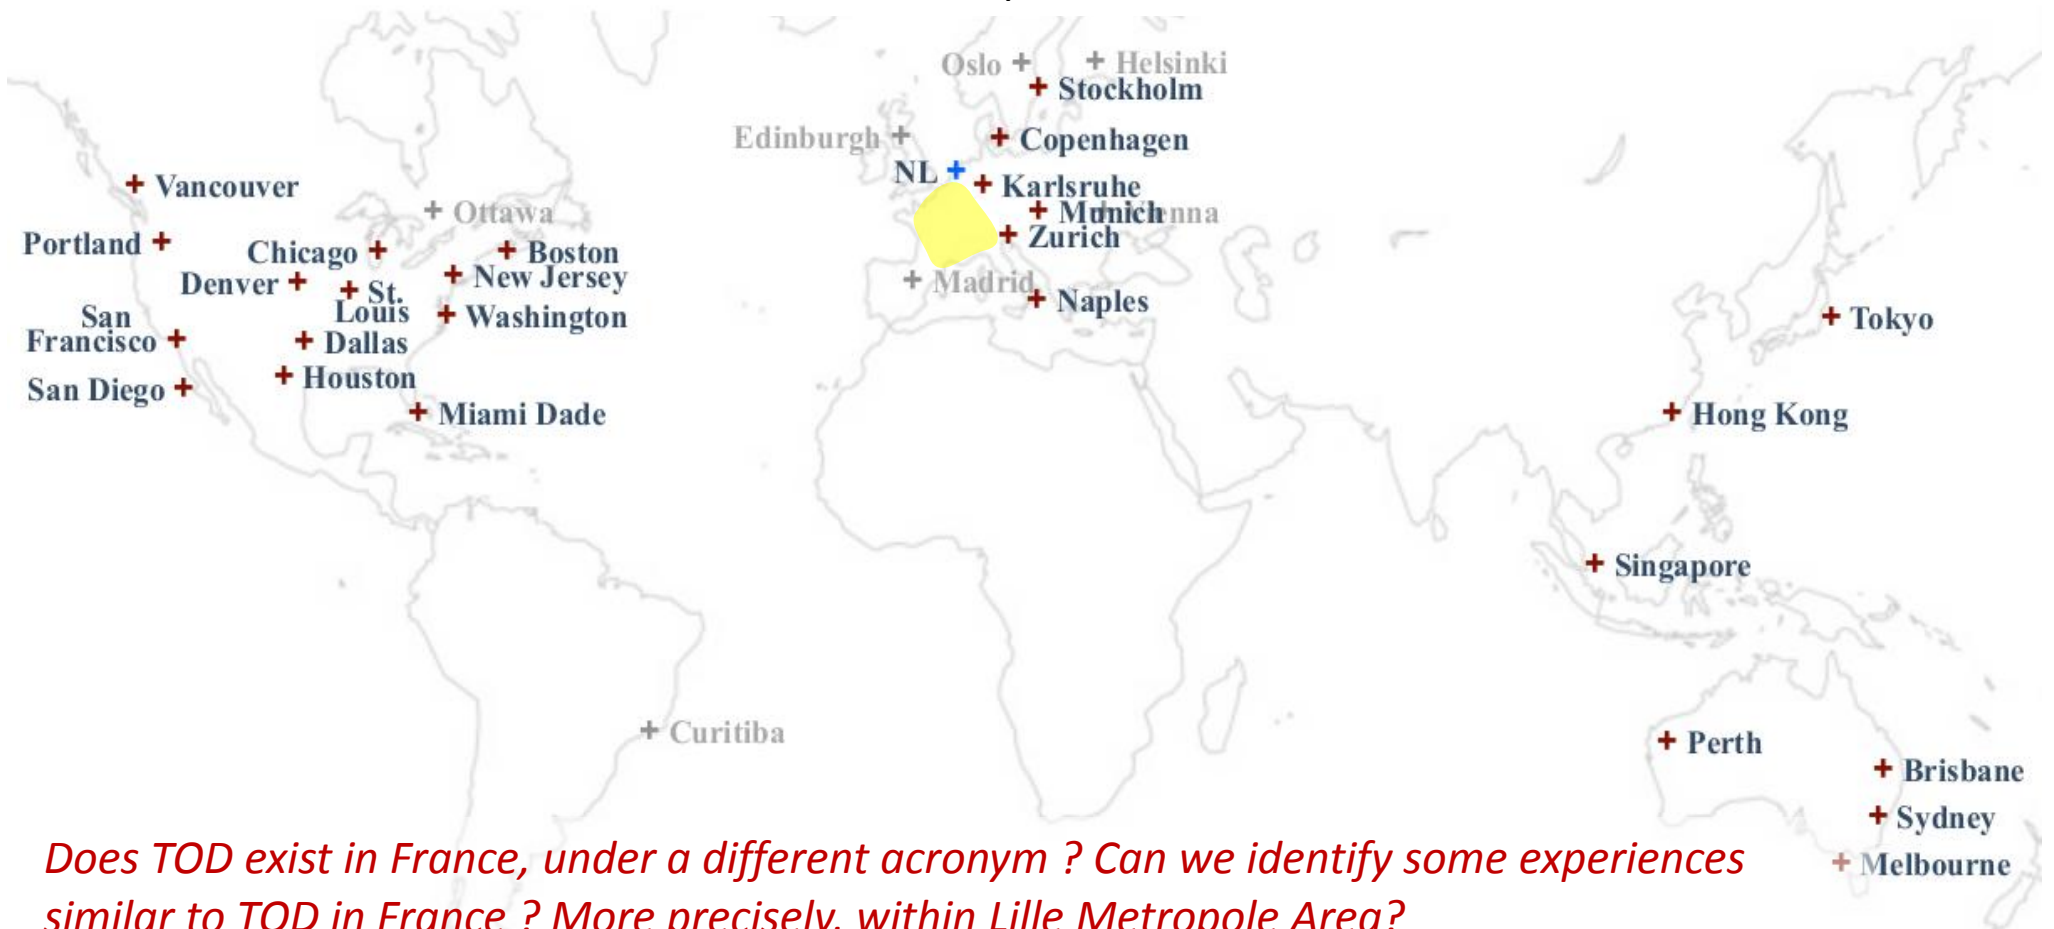 Oslo
Helsinki
Stockholm
Edinburgh
Copenhagen
NL
Karlsruhe
Vancouver
Ottawa
Munich
Portland
Chicago
Boston
Zurich
Denver
New Jersey
Madrid
St.
Louis
Naples
San
Francisco
Washington
Tokyo
Dallas
San Diego
Houston
Miami Dade
Hong Kong
Singapore
Curitiba
Perth
Brisbane
Sydney
Melbourne
Does TOD exist in France, under a different acronym ? Can we identify some experiences
similar to TOD in France ? More precisely, within Lille Metropole Area?